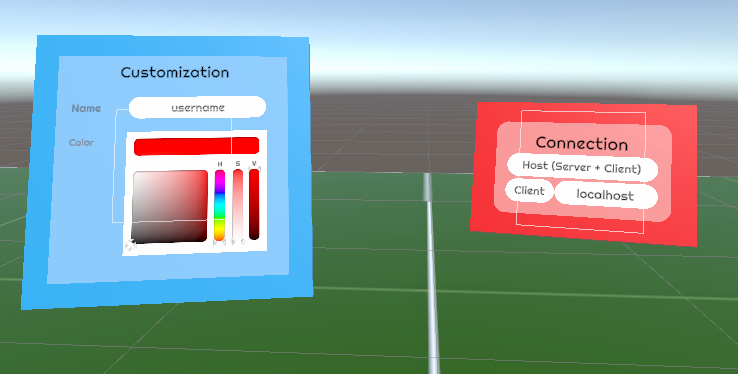 Customization
Name
username
Color
H S V
Connection
Host (Server + Client)
Client
localhost